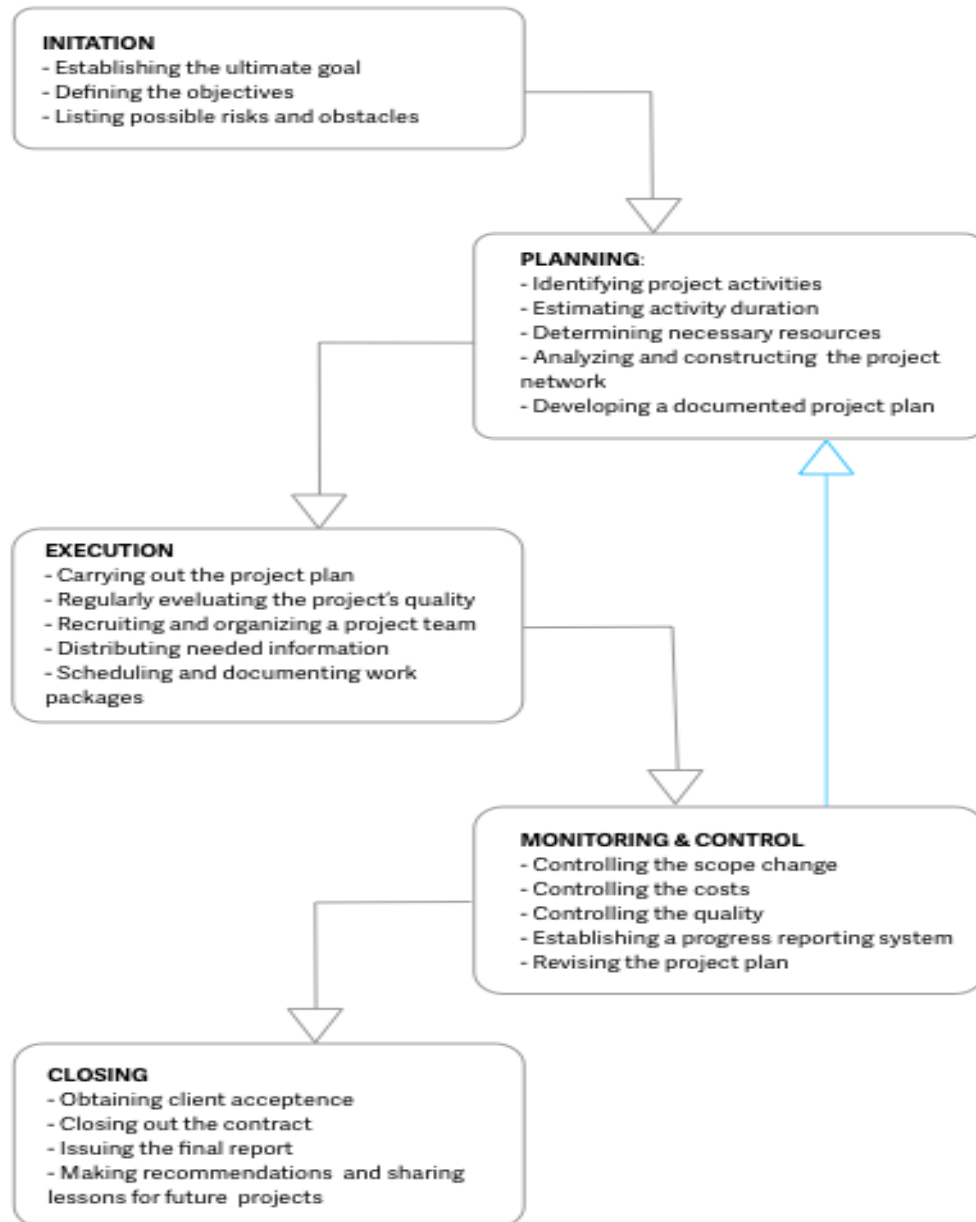 INITATION
- Establishing the ultimate goal
- Defining the objectives
- Listing possible risks and obstacles
PLANNING:
- Identifying project activities
- Estimating activity duration
- Determining necessary resources
- Analyzing and constructing the project
network
- Developing a documented project plan
EXECUTION
- Carrying out the project plan
- Regularly eveluating the project's quality
- Recruiting and organizing a project team
- Distributing needed information
- Scheduling and documenting work
packages
MONITORING & CONTROL
- Controlling the scope change
- Controlling the costs
- Controlling the quality
- Establishing a progress reporting system
- Revising the project plan
CLOSING
- Obtaining client acceptence
- Closing out the contract
- Issuing the final report
- Making recommendations and sharing
lessons for future projects